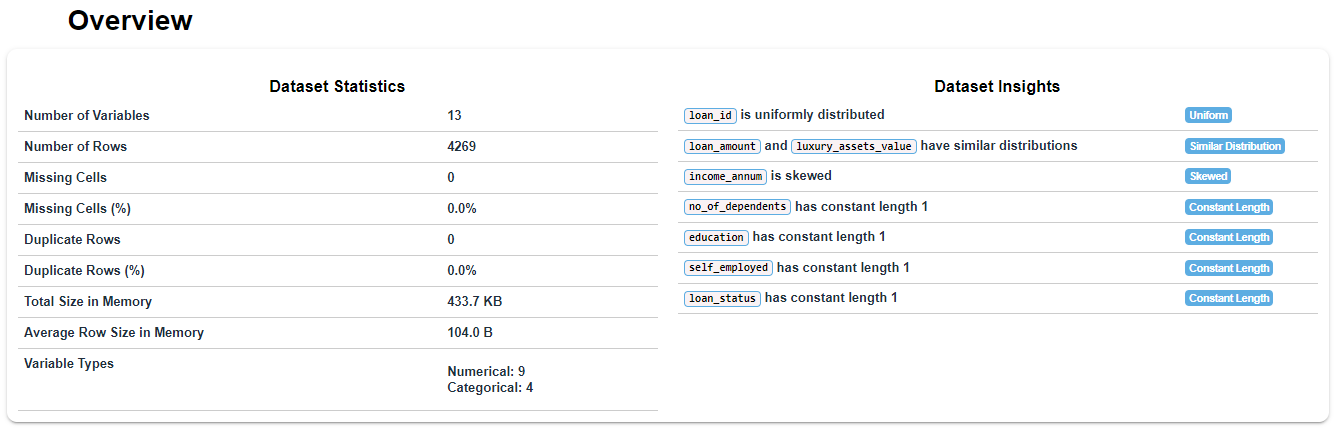 Overview
Dataset Statistics
Number of Variables 13
Number of Rows 4269
Missing Cells 0
Missing Cells (%) 0.0%
Duplicate Rows 0
Duplicate Rows (%) 0.0%
Total Size in Memory 433.7 KB
Average Row Size in Memory 104.0 B
Variable Types
Numerical: 9
Categorical: 4
Dataset Insights
loan_id is uniformly distributed Uniform
loan_amount and luxury_assets_value have similar distributions Similar Distribution
income_annum is skewed Skewed
no_of_dependents has constant length 1 Constant Length
education has constant length 1 Constant Length
self_employed has constant length 1 Constant Length
loan_status has constant length 1 Constant Length